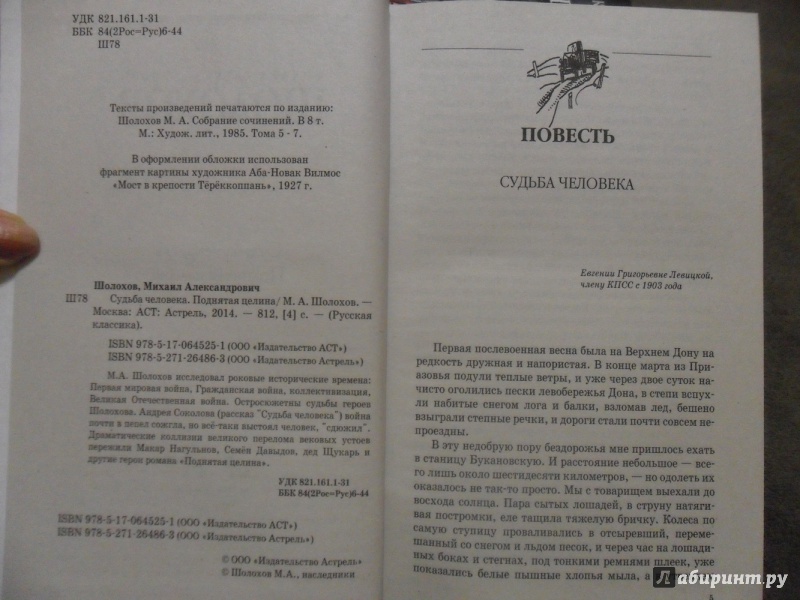 УДК 821.161.1-31
ББК 84(2Рос=Рус)6-44
Ш78
Тексты произведений печатаются по изданию:
Шолохов М. А. Собрание сочинений. В 8 т.
М.: Худож. лит., 1985. Тома 5 - 7.
В оформлении обложки использован
фрагмент картины художника Аба-Новак Вилмос
«Мост в крепости Тёрёккоппань», 1927 г.
Шолохов, Михаил Александрович
Ш78 Судьба человека. Поднятая целина/ М. А. Шолохов. —
Москва: АСТ: Астрель, 2014. — 812, [4] с. — (Русская
классика).
ISBN 978-5-17-064525-1 (ООО «Издательство АСТ»)
ISBN 978-5-271-26486-3 (ООО «Издательство Астрель»)
М.А. Шолохов исследовал роковые исторические времена:
Первая мировая война, Гражданская война, коллективизация,
Великая Отечественная война. Остросюжетны судьбы героев
Шолохова. Андрея Соколова (рассказ "Судьба человека") война
почти в пепел сожгла, но всё-таки выстоял человек, "сдюжил".
Драматические коллизии великого перелома вековых устоев
пережили Макар Нагульнов, Семён Давыдов, дед Щукарь и
другие герои романа «Поднятая целина».
УДК 821.161.1-31
ББК 84(2Рос=Рус)6-44
ISBN 978-5-17-064525-1 (ООО «Издательство АСТ»)
ISBN 978-5-271-26486-3 (ООО «Издательство Астрель»)
© ООО «Издательство Астрель»
© Шолохов М.А., наследники
ПОВЕСТЬ
СУДЬБА ЧЕЛОВЕКА
Евгении Григорьевне Левицкой,
члену КПСС с 1903 года
Первая послевоенная весна была на Верхнем Дону на
редкость дружная и напористая. В конце марта из При-
азовья подули теплые ветры, и уже через двое суток на-
чисто оголились пески левобережья Дона, в степи вспух-
ли набитые снегом лога и балки, взломав лед, бешено
взыграли степные речки, и дороги стали почти совсем не-
проездны.
В эту недобрую пору бездорожья мне пришлось ехать
в станицу Букановскую. И расстояние небольшое — все-
го лишь около шестидесяти километров, — но одолеть их
оказалось не так-то просто. Мы с товарищем выехали до
восхода солнца. Пара сытых лошадей, в струну натяги-
вая постромки, еле тащила тяжелую бричку. Колеса по
самую ступицу проваливались в отсыревший, переме-
шанный со снегом и льдом песок, и через час на лошади-
ных боках и стегнах, под тонкими ремнями шлеек, уже
показались белые пышные хлопья мыла, а
Лабиринт.ру